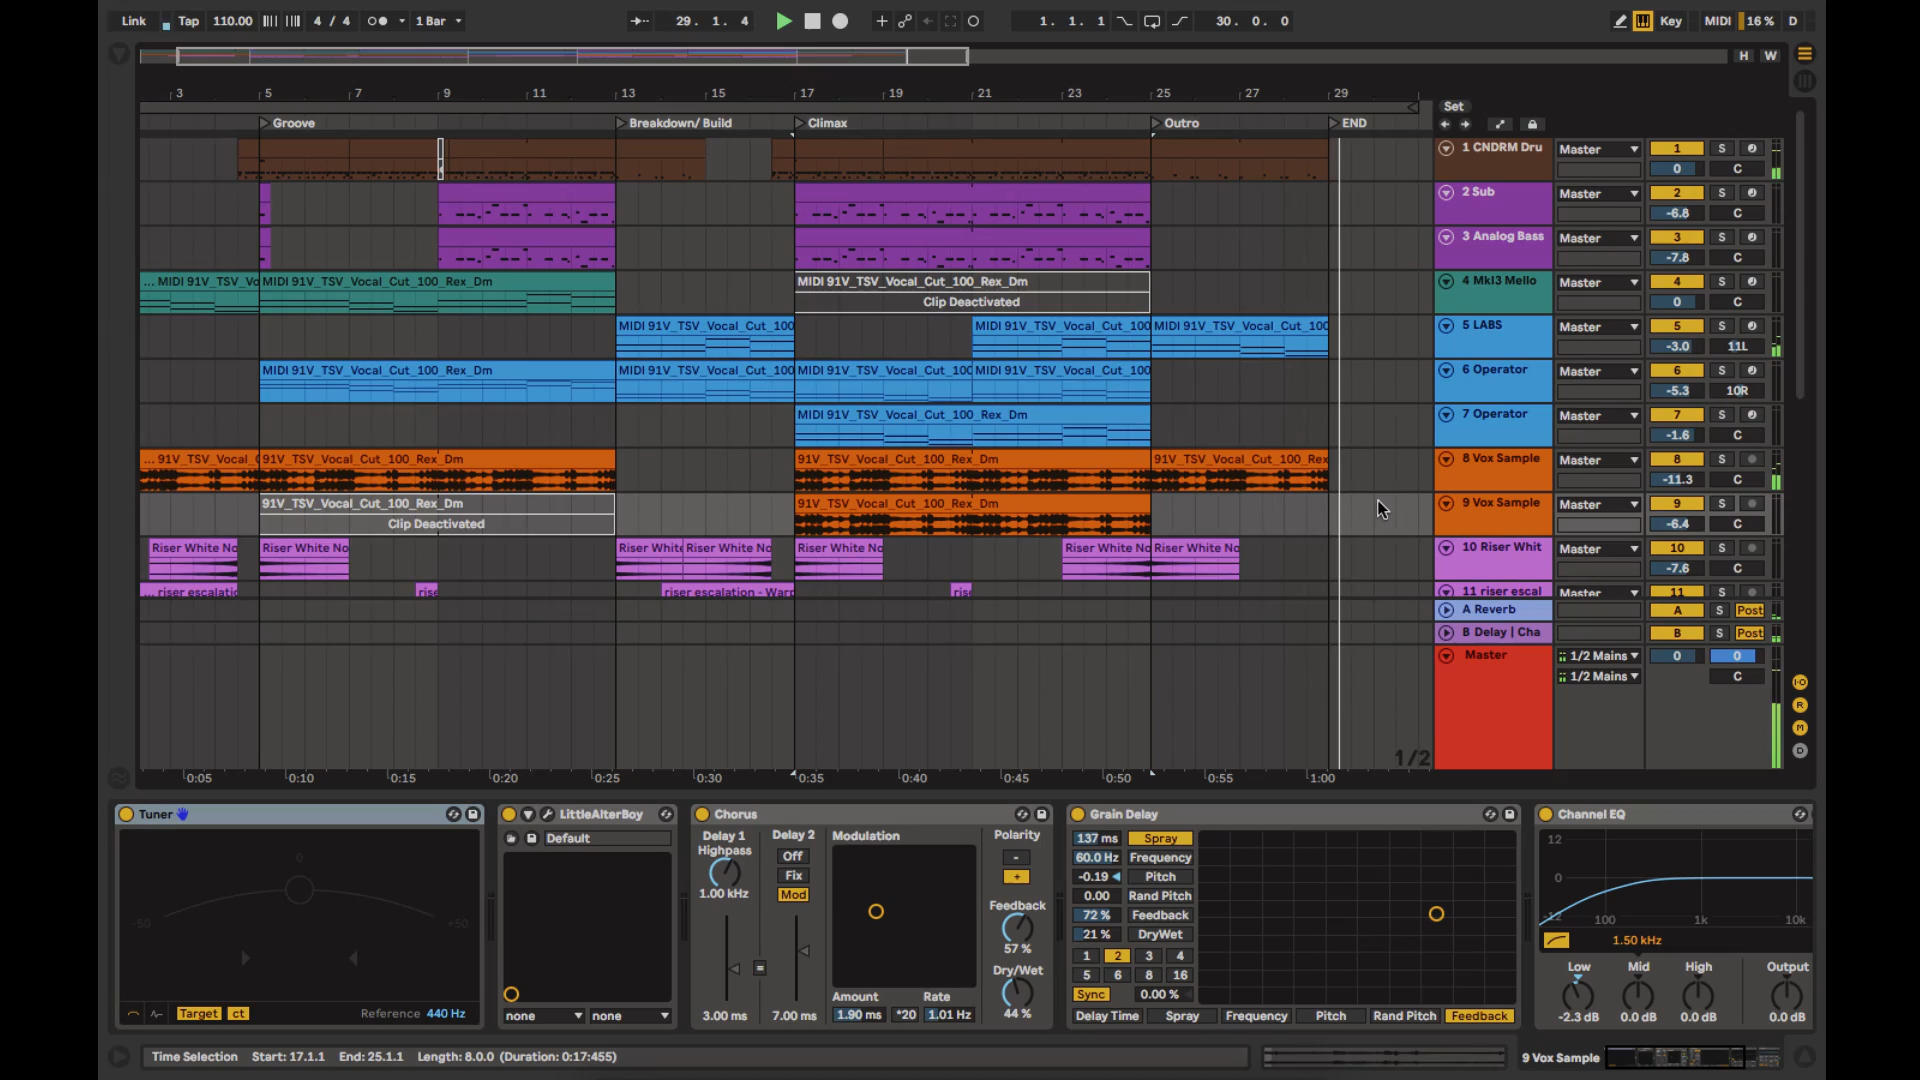 Link Tap 110.00 4 / 4 1 Bar 29. 1. 4 1. 1. 1 30. 0. 0 Key MIDI 16 % D
H W
3 5 7 9 11 13 15 17 19 21 23 25 27 29 Set
Groove Breakdown/ Build Climax Outro END
1 CNDRM Dru Master 1 S
0 C
2 Sub Master 2 S
-6.8 C
3 Analog Bass Master 3 S
-7.8 C
... MIDI 91V_TSV_Vo MIDI 91V_TSV_Vocal_Cut_100_Rex_Dm MIDI 91V_TSV_Vocal_Cut_100_Rex_Dm 4 MkI3 Mello Master 4 S
Clip Deactivated 0 C
MIDI 91V_TSV_Vocal_Cut_100 MIDI 91V_TSV_Vocal_Cut_100 MIDI 91V_TSV_Vocal_Cut_100 5 LABS Master 5 S
-3.0 11L
MIDI 91V_TSV_Vocal_Cut_100_Rex_Dm MIDI 91V_TSV_Vocal_Cut_100 MIDI 91V_TSV_Vocal_Cut_100 MIDI 91V_TSV_Vocal_Cut_100 6 Operator Master 6 S
-5.3 10R
MIDI 91V_TSV_Vocal_Cut_100_Rex_Dm 7 Operator Master 7 S
-1.6 C
... 91V_TSV_Vocal_ 91V_TSV_Vocal_Cut_100_Rex_Dm 91V_TSV_Vocal_Cut_100_Rex_Dm 91V_TSV_Vocal_Cut_100_Rex 8 Vox Sample Master 8 S
-11.3 C
91V_TSV_Vocal_Cut_100_Rex_Dm 91V_TSV_Vocal_Cut_100_Rex_Dm 9 Vox Sample Master 9 S
Clip Deactivated -6.4 C
Riser White No Riser White No Riser White Riser White No Riser White No Riser White No Riser White No 10 Riser Whit Master 10 S
-7.6 C
... riser escalatio rise riser escalation - Warp rise 11 riser escal Master 11 S
A Reverb A S Post
B Delay | Cha B S Post
Master 1/2 Mains 0 0
1/2 Mains C
1/2
0:05 0:10 0:15 0:20 0:25 0:30 0:35 0:40 0:45 0:50 0:55 1:00
I·O
R
M
D
Tuner
0
-50 +50
Target ct Reference 440 Hz
LittleAlterBoy
Default
none none
Chorus
Delay 1 Delay 2 Modulation Polarity
Highpass Off -
Fix +
1.00 kHz Mod
Feedback
57 %
=
Dry/Wet
Amount Rate
3.00 ms 7.00 ms 1.90 ms *20 1.01 Hz 44 %
Grain Delay
137 ms Spray
60.0 Hz Frequency
-0.19 Pitch
0.00 Rand Pitch
72 % Feedback
21 % DryWet
1 2 3 4
5 6 8 16
Sync 0.00 %
Delay Time Spray Frequency Pitch Rand Pitch Feedback
Channel EQ
12
0
-12 100 1k 10k
1.50 kHz
Low Mid High Output
-2.3 dB 0.0 dB 0.0 dB 0.0 dB
Time Selection Start: 17.1.1 End: 25.1.1 Length: 8.0.0 (Duration: 0:17:455) 9 Vox Sample